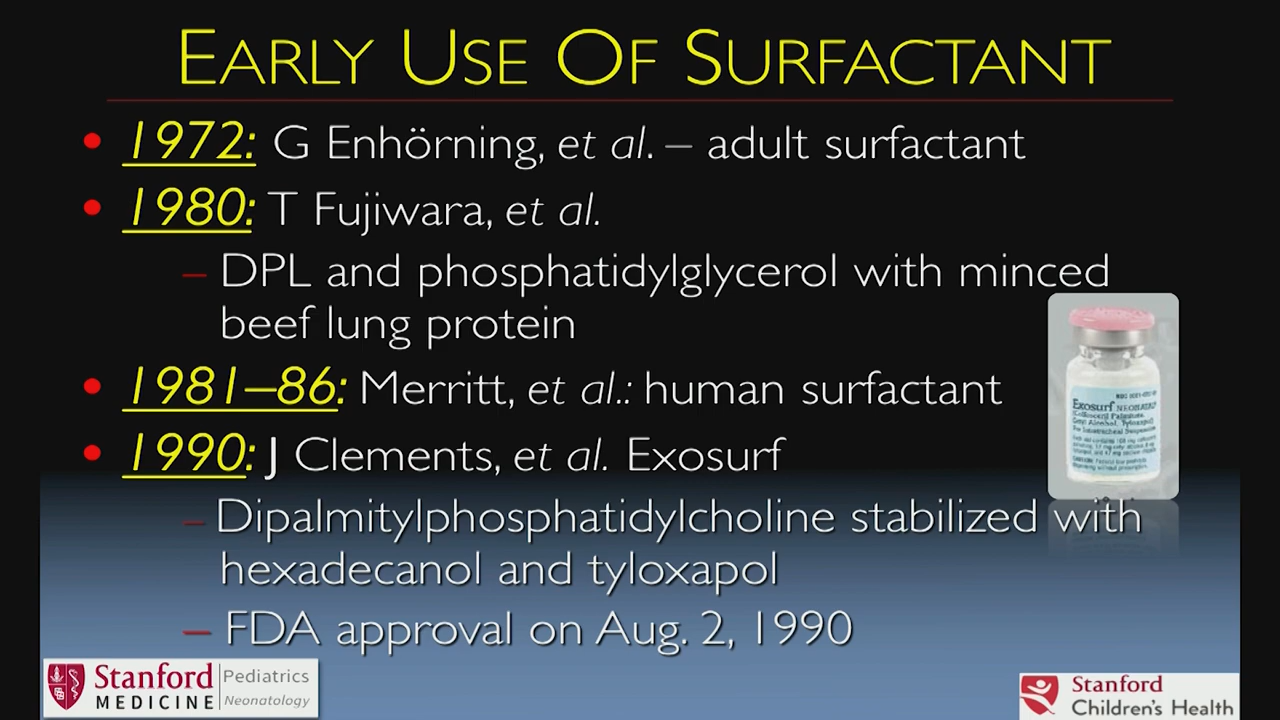 EARLY USE OF SURFACTANT
• 1972: G Enhörning, et al. – adult surfactant
• 1980: T Fujiwara, et al.
– DPL and phosphatidylglycerol with minced
beef lung protein
• 1981–86: Merritt, et al.: human surfactant
• 1990: J Clements, et al. Exosurf
– Dipalmitylphosphatidylcholine stabilized with
hexadecanol and tyloxapol
– FDA approval on Aug. 2, 1990
Exosurf NEONATAL
Stanford
MEDICINE
Pediatrics
Neonatology
Stanford
Children's Health